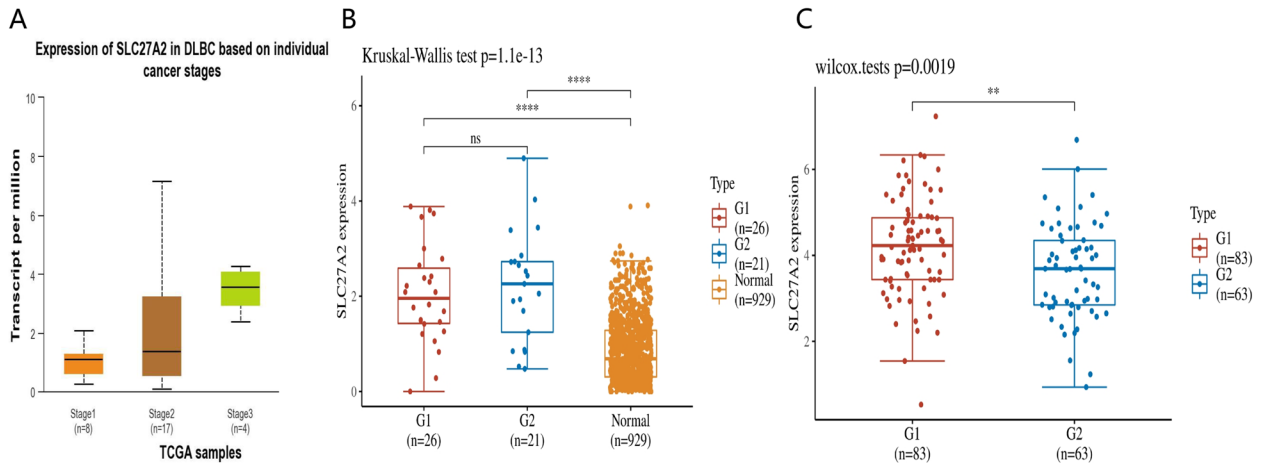 A
Expression of SLC27A2 in DLBC based on individual
cancer stages
Transcript per million
10
8
6
4
2
0
Stage1
(n=8)
Stage2
(n=17)
Stage3
(n=4)
TCGA samples
B
Kruskal-Wallis test p=1.1e-13
****
****
ns
SLC27A2 expression
6
4
2
0
G1
(n=26)
G2
(n=21)
Normal
(n=929)
Type
G1
(n=26)
G2
(n=21)
Normal
(n=929)
C
wilcox.tests p=0.0019
**
SLC27A2 expression
6
4
2
G1
(n=83)
G2
(n=63)
Type
G1
(n=83)
G2
(n=63)